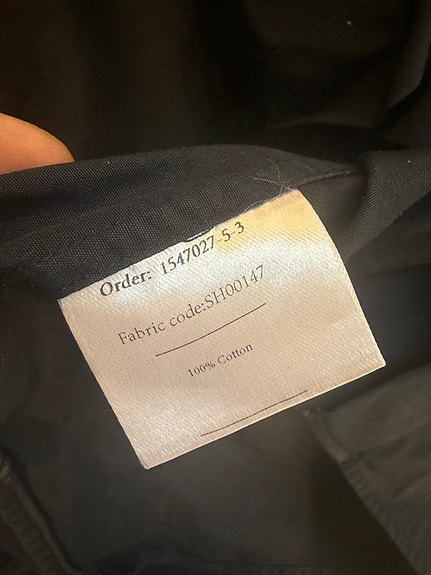 Order: 1547027-5-3
Fabric code:SH00147
100% Cotton